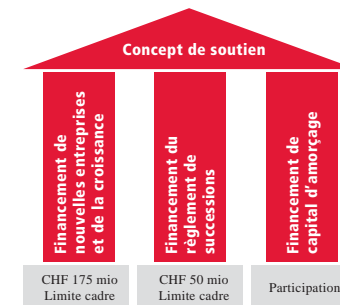 Concept de soutien
Financement de
nouvelles entreprises
et de la croissance
Financement du
règlement de
successions
Financement de
capital d'amorçage
CHF 175 mio
Limite cadre
CHF 50 mio
Limite cadre
Participation